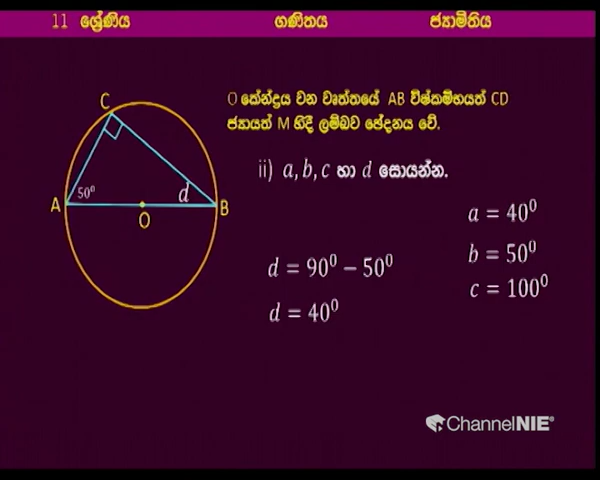 11 ශ්‍රේණිය ගණිතය ජ්‍යාමිතිය
O කේන්ද්‍රය වන වෘත්තයේ AB විෂ්කම්භයත් CD
ජ්‍යායත් M හිදී ලම්බව ඡේදනය වේ.
ii) a, b, c හා d සොයන්න.
C
A 50⁰ d B
O
a = 40⁰
b = 50⁰
c = 100⁰
d = 90⁰ − 50⁰
d = 40⁰
ChannelNIE